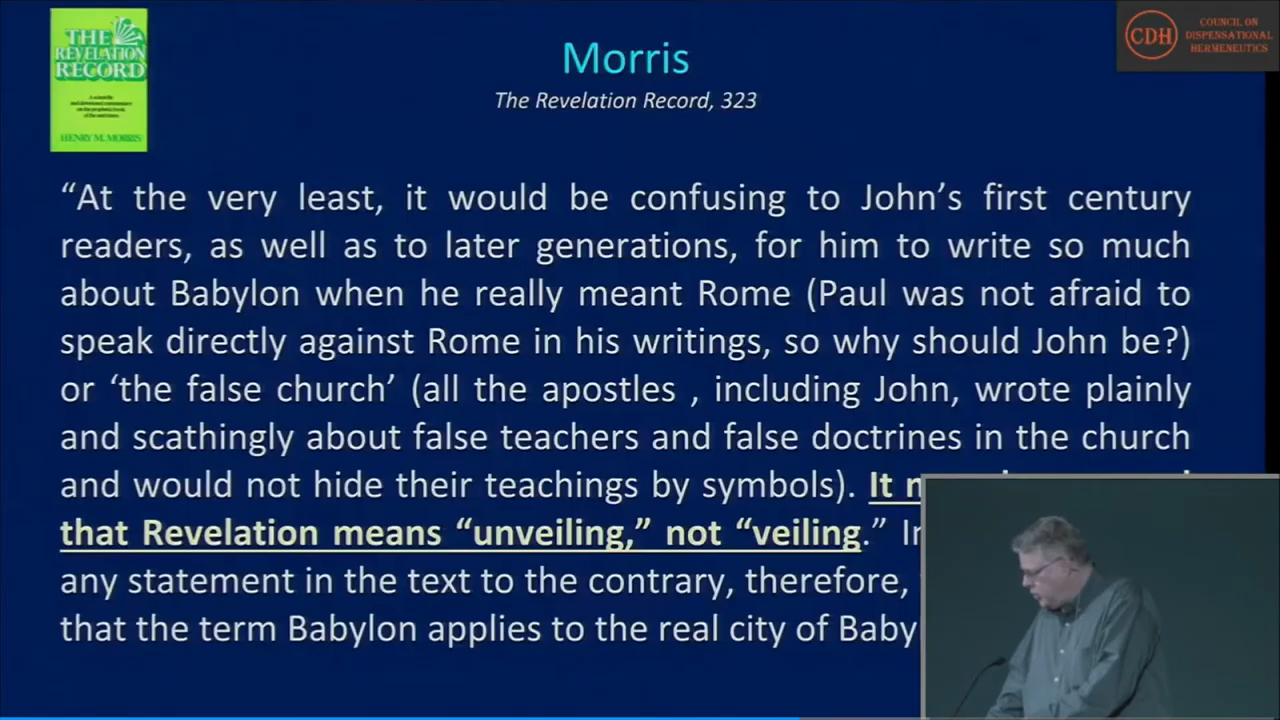 THE
REVELATION
RECORD
HENRY M. MORRIS
Morris
The Revelation Record, 323
CDH
COUNCIL ON
DISPENSATIONAL
HERMENEUTICS
“At the very least, it would be confusing to John’s first century
readers, as well as to later generations, for him to write so much
about Babylon when he really meant Rome (Paul was not afraid to
speak directly against Rome in his writings, so why should John be?)
or ‘the false church’ (all the apostles , including John, wrote plainly
and scathingly about false teachers and false doctrines in the church
and would not hide their teachings by symbols). It
that Revelation means “unveiling,” not “veiling.”
any statement in the text to the contrary, therefore,
that the term Babylon applies to the real city of Baby